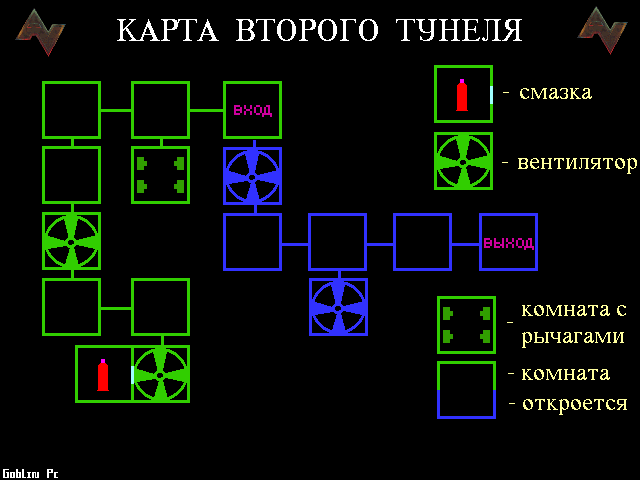 КАРТА ВТОРОГО ТУНЕЛЯ
ВХОД
- смазка
- вентилятор
ВЫХОД
- комната с
рычагами
- комната
- откроется
Goblin Pc